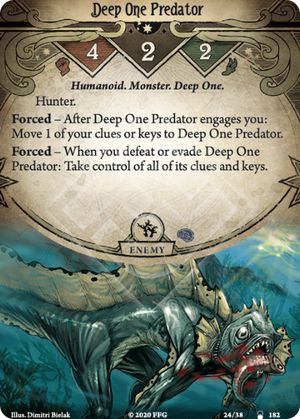 Deep One Predator
4 2 2
Humanoid. Monster. Deep One.
Hunter.
Forced – After Deep One Predator engages you:
Move 1 of your clues or keys to Deep One Predator.
Forced – When you defeat or evade Deep One
Predator: Take control of all of its clues and keys.
ENEMY
Illus. Dimitri Bielak
© 2020 FFG
24/38
182